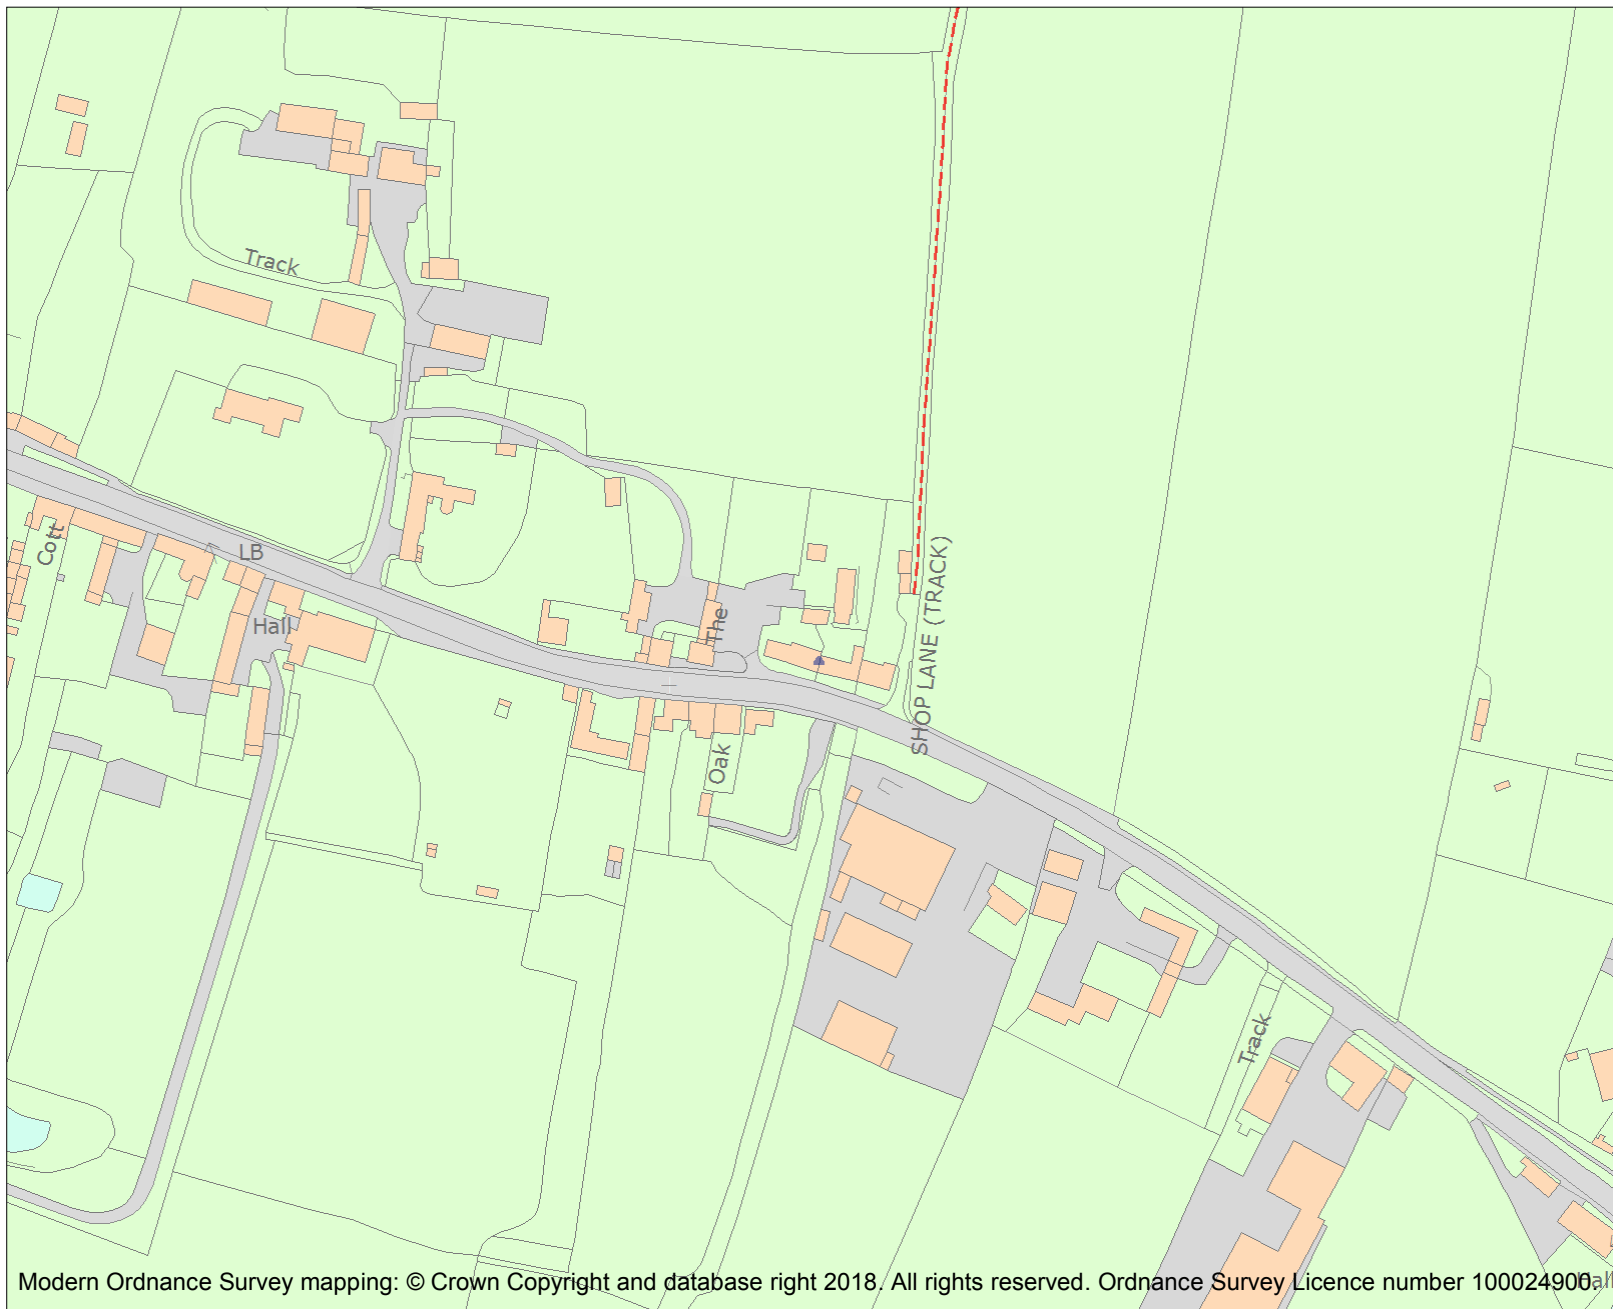 Track
Cott
LB
Hall
The
SHOP LANE (TRACK)
Oak
Track
Hall
Modern Ordnance Survey mapping: © Crown Copyright and database right 2018. All rights reserved. Ordnance Survey Licence number 100024900.